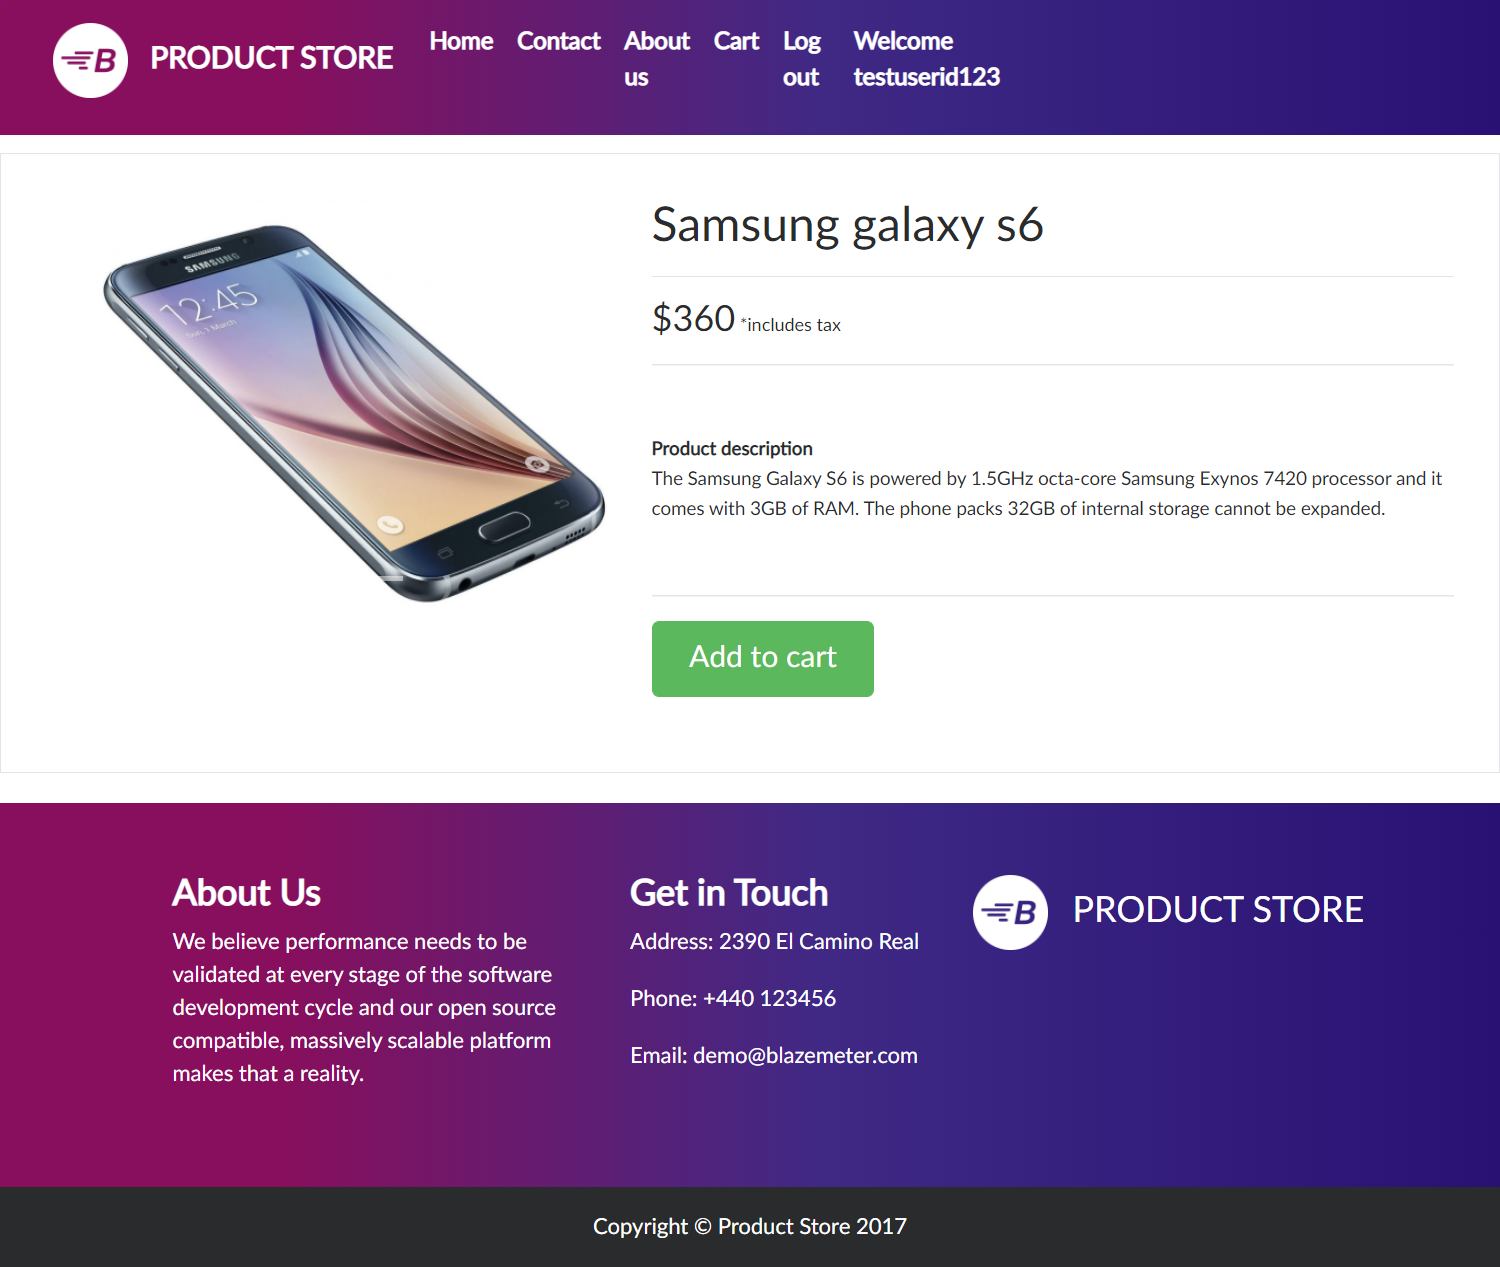 B PRODUCT STORE
Home Contact About us Cart Log out Welcome testuserid123
Samsung galaxy s6
SAMSUNG
12:45
Sun, 1 March
$360 *includes tax
Product description
The Samsung Galaxy S6 is powered by 1.5GHz octa-core Samsung Exynos 7420 processor and it
comes with 3GB of RAM. The phone packs 32GB of internal storage cannot be expanded.
Add to cart
About Us
We believe performance needs to be
validated at every stage of the software
development cycle and our open source
compatible, massively scalable platform
makes that a reality.
Get in Touch
Address: 2390 El Camino Real
Phone: +440 123456
Email: demo@blazemeter.com
B PRODUCT STORE
Copyright © Product Store 2017